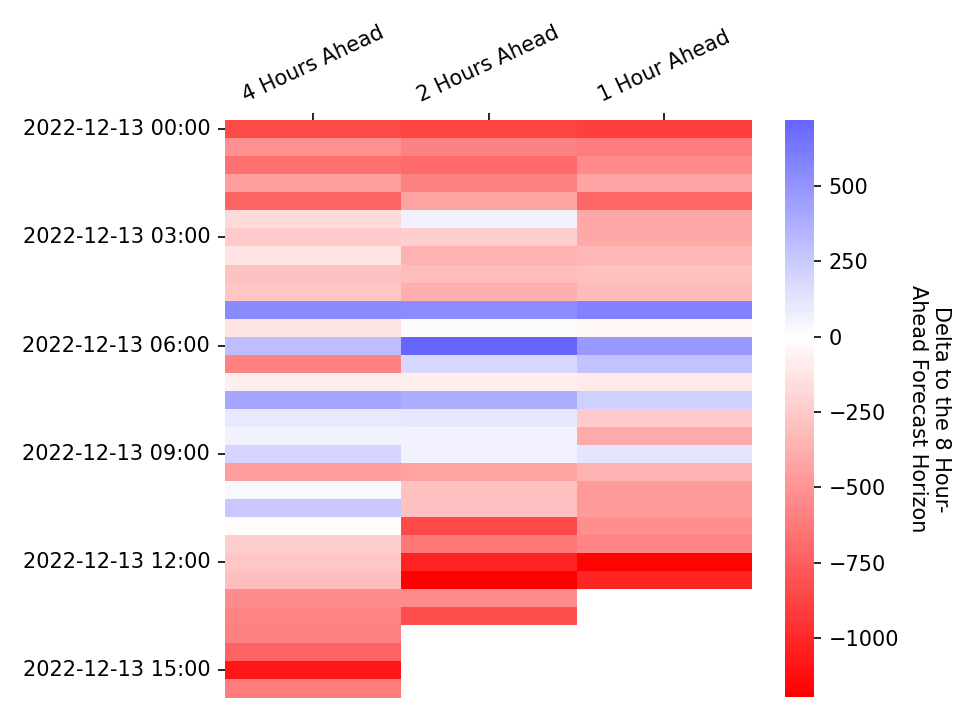 4 Hours Ahead
2 Hours Ahead
1 Hour Ahead
2022-12-13 00:00
2022-12-13 03:00
2022-12-13 06:00
2022-12-13 09:00
2022-12-13 12:00
2022-12-13 15:00
500
250
0
−250
−500
−750
−1000
Delta to the 8 Hour-
Ahead Forecast Horizon